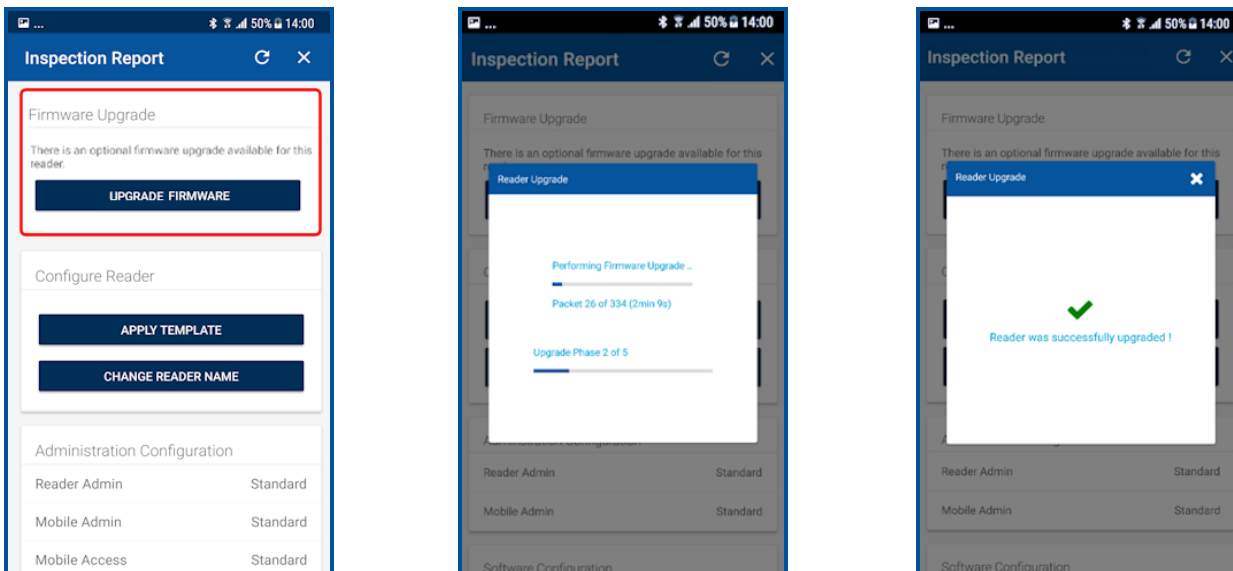 ... 50% 14:00
Inspection Report
Firmware Upgrade
There is an optional firmware upgrade available for this
reader.
UPGRADE FIRMWARE
Configure Reader
APPLY TEMPLATE
CHANGE READER NAME
Administration Configuration
Reader Admin Standard
Mobile Admin Standard
Mobile Access Standard
... 50% 14:00
Inspection Report
Firmware Upgrade
There is an optional firmware upgrade available for this
Reader Upgrade
Performing Firmware Upgrade ..
Packet 26 of 334 (2min 9s)
Upgrade Phase 2 of 5
Administration Configuration
Reader Admin Standard
Mobile Admin Standard
Software Configuration
... 50% 14:00
Inspection Report
Firmware Upgrade
There is an optional firmware upgrade available for this
Reader Upgrade
Reader was successfully upgraded !
Reader Admin Standard
Mobile Admin Standard
Software Configuration